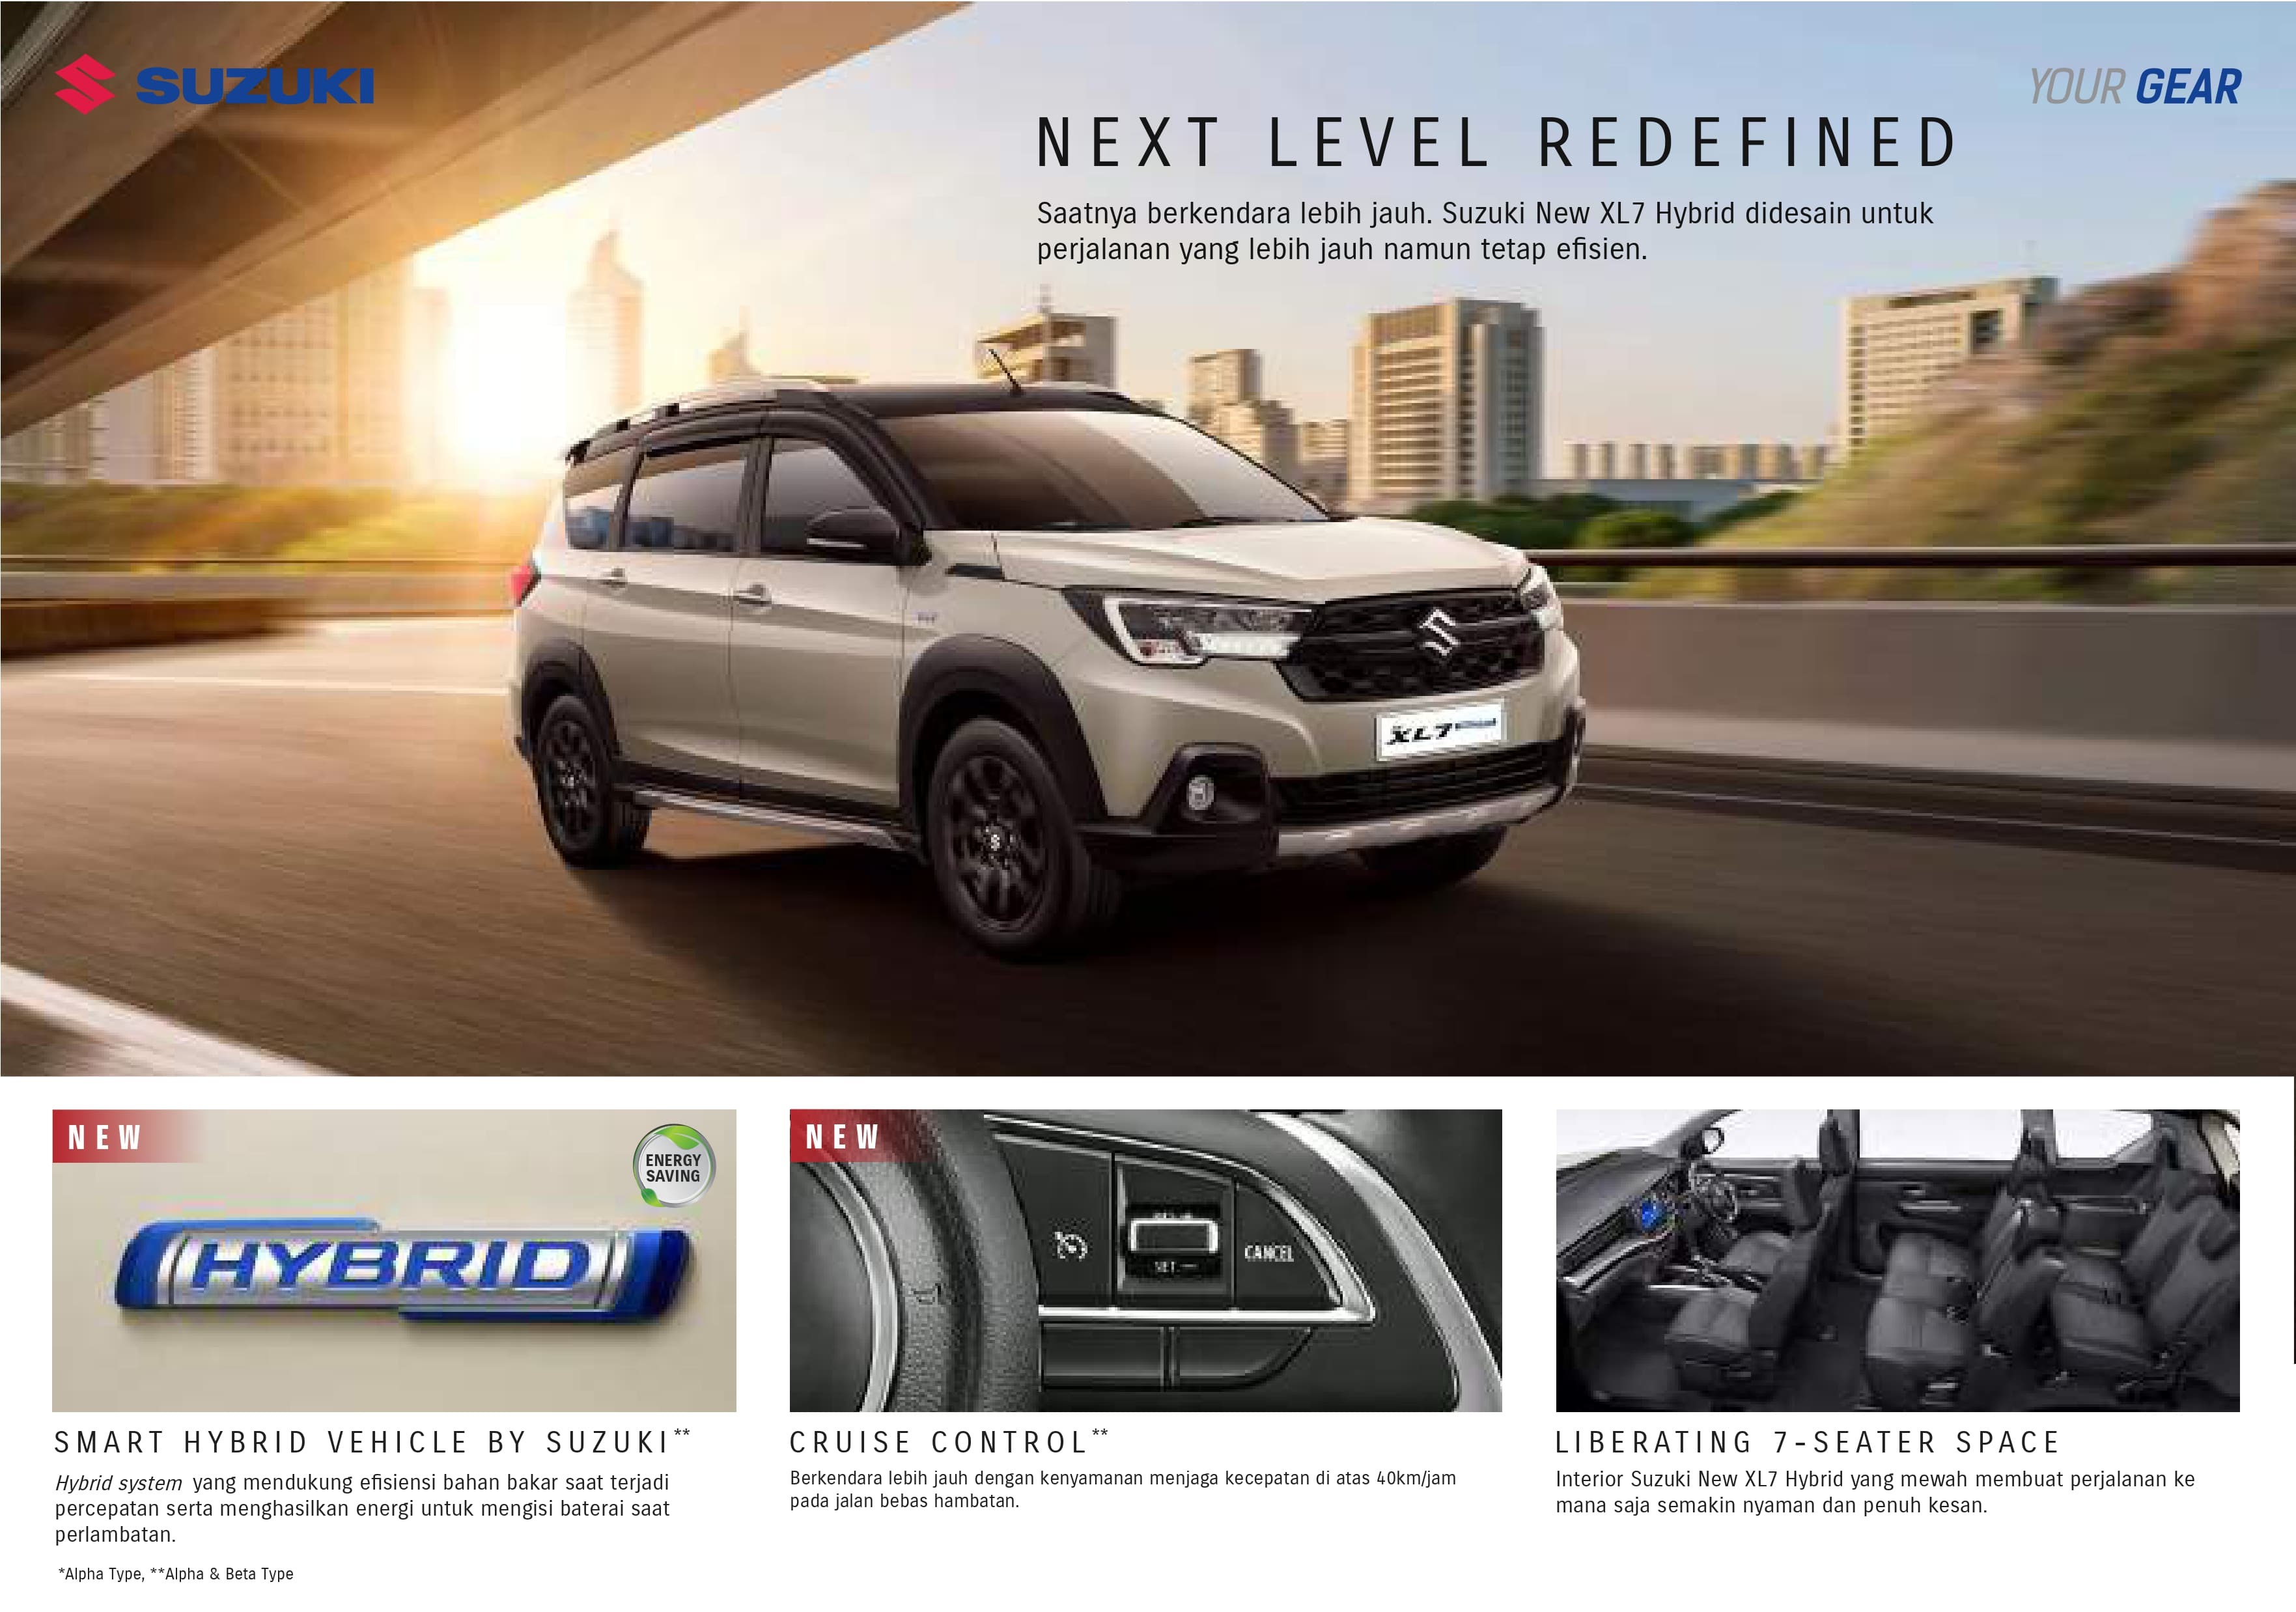 SUZUKI
YOUR GEAR
NEXT LEVEL REDEFINED
Saatnya berkendara lebih jauh. Suzuki New XL7 Hybrid didesain untuk
perjalanan yang lebih jauh namun tetap efisien.
XL7
NEW
ENERGY
SAVING
HYBRID
NEW
SET —
CANCEL
SMART HYBRID VEHICLE BY SUZUKI**
Hybrid system yang mendukung efisiensi bahan bakar saat terjadi
percepatan serta menghasilkan energi untuk mengisi baterai saat
perlambatan.
CRUISE CONTROL**
Berkendara lebih jauh dengan kenyamanan menjaga kecepatan di atas 40km/jam
pada jalan bebas hambatan.
LIBERATING 7-SEATER SPACE
Interior Suzuki New XL7 Hybrid yang mewah membuat perjalanan ke
mana saja semakin nyaman dan penuh kesan.
*Alpha Type, **Alpha & Beta Type